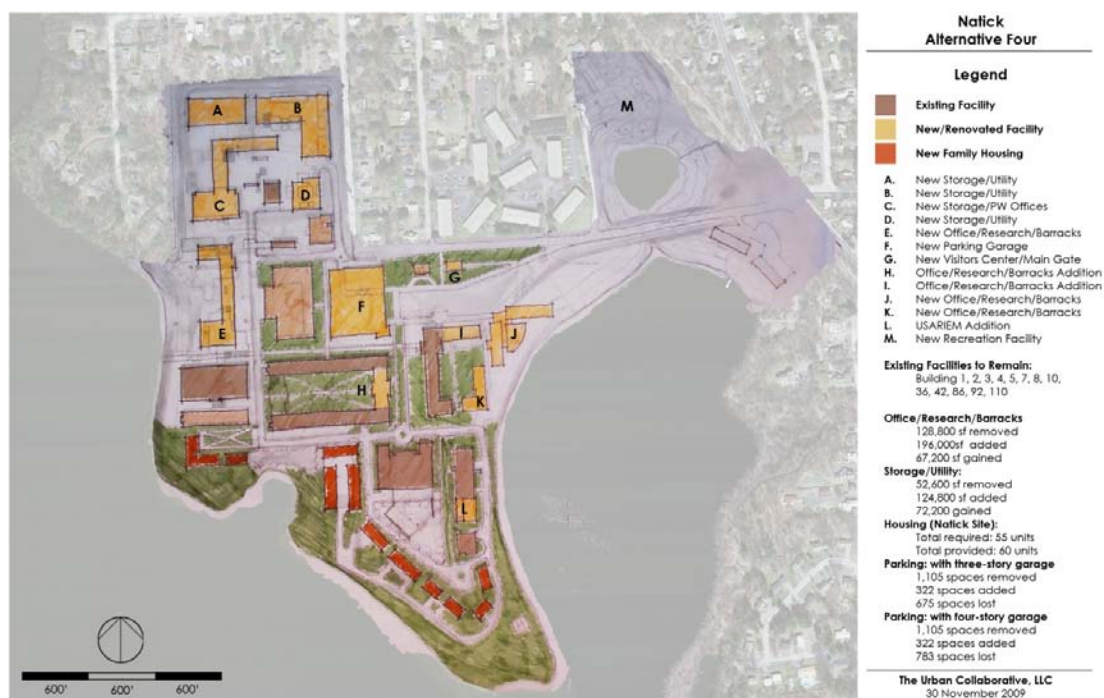 Natick
Alternative Four
Legend
Existing Facility
New/Renovated Facility
New Family Housing
A. New Storage/Utility
B. New Storage/Utility
C. New Storage/PW Offices
D. New Storage/Utility
E. New Office/Research/Barracks
F. New Parking Garage
G. New Visitors Center/Main Gate
H. Office/Research/Barracks Addition
I. Office/Research/Barracks Addition
J. New Office/Research/Barracks
K. New Office/Research/Barracks
L. USARIEM Addition
M. New Recreation Facility
Existing Facilities to Remain:
Building 1, 2, 3, 4, 5, 7, 8, 10,
36, 42, 86, 92, 110
Office/Research/Barracks
128,800 sf removed
196,000sf added
67,200 sf gained
Storage/Utility:
52,600 sf removed
124,800 sf added
72,200 gained
Housing (Natick Site):
Total required: 55 units
Total provided: 60 units
Parking: with three-story garage
1,105 spaces removed
322 spaces added
675 spaces lost
Parking: with four-story garage
1,105 spaces removed
322 spaces added
783 spaces lost
The Urban Collaborative, LLC
30 November 2009
A
B
M
C
D
G
F
E
I
J
H
K
L
600' 600' 600'